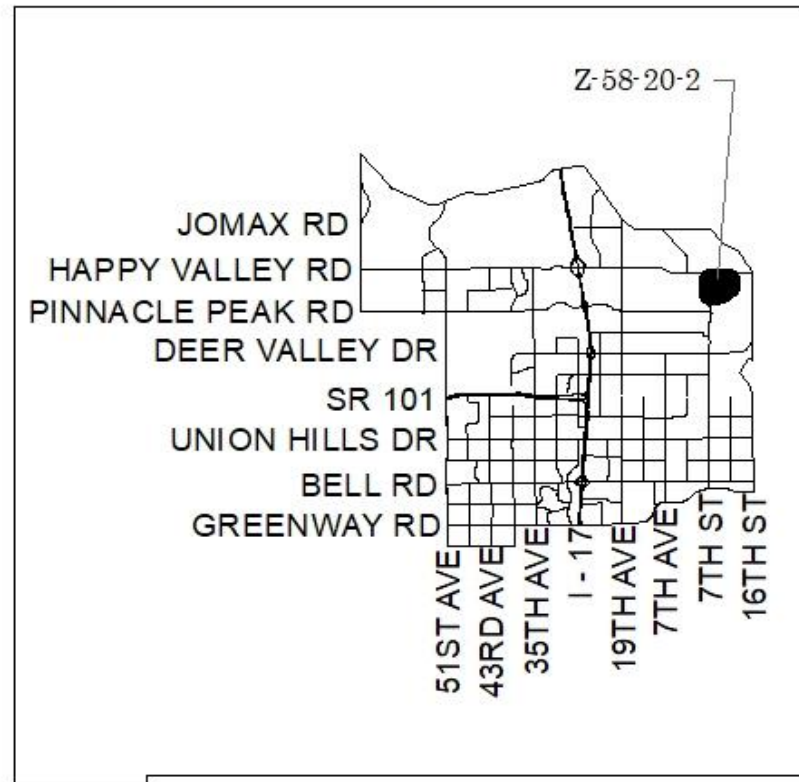 Z-58-20-2
JOMAX RD
HAPPY VALLEY RD
PINNACLE PEAK RD
DEER VALLEY DR
SR 101
UNION HILLS DR
BELL RD
GREENWAY RD
51ST AVE
43RD AVE
35TH AVE
I - 17
19TH AVE
7TH AVE
7TH ST
16TH ST